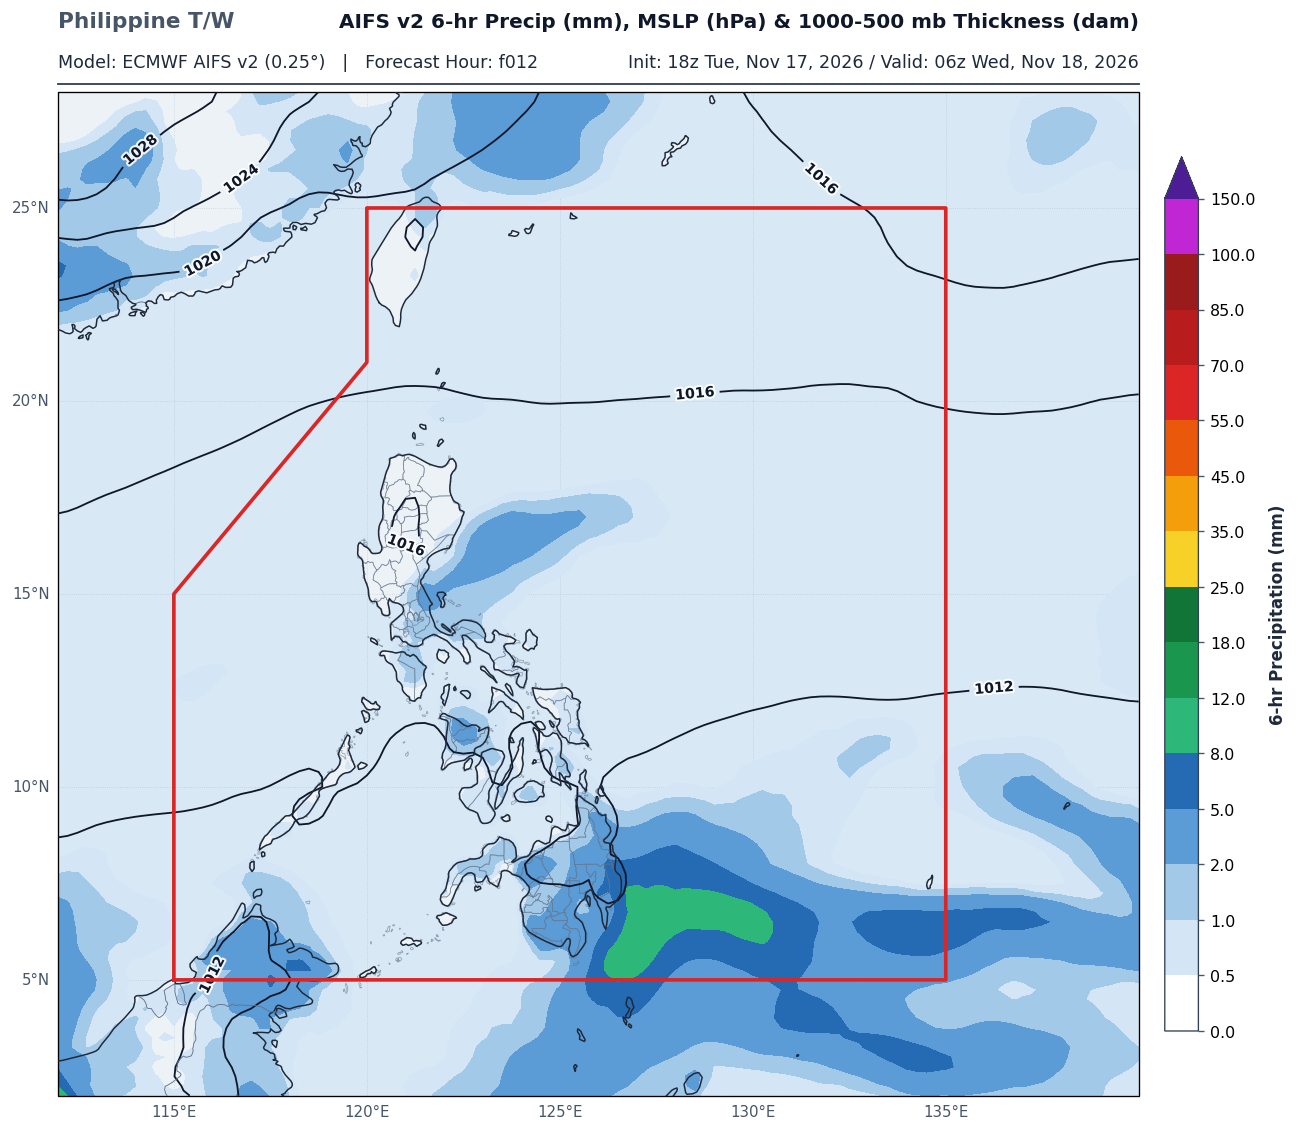 Philippine T/W
AIFS v2 6-hr Precip (mm), MSLP (hPa) & 1000-500 mb Thickness (dam)
Model: ECMWF AIFS v2 (0.25°) | Forecast Hour: f012
Init: 18z Tue, Nov 17, 2026 / Valid: 06z Wed, Nov 18, 2026
1028
1024
1020
1016
1016
1016
1012
1012
25°N
20°N
15°N
10°N
5°N
115°E
120°E
125°E
130°E
135°E
150.0
100.0
85.0
70.0
55.0
45.0
35.0
25.0
18.0
12.0
8.0
5.0
2.0
1.0
0.5
0.0
6-hr Precipitation (mm)